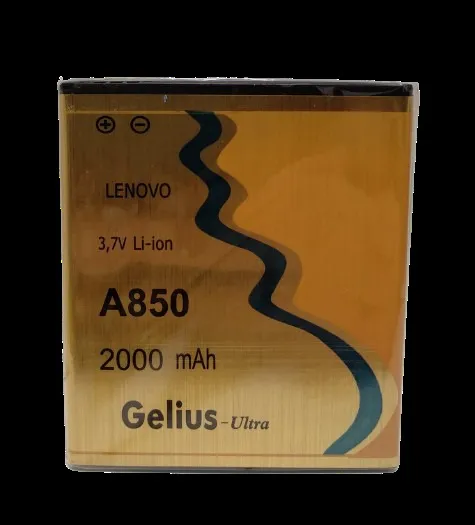 ⊕ ⊖
LENOVO
3,7V Li-ion
A850
2000 mAh
Gelius-Ultra